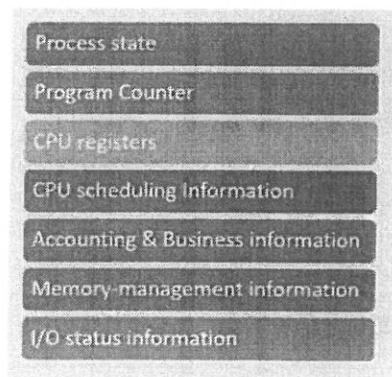 Process state
Program Counter
CPU registers
CPU scheduling Information
Accounting & Business information
Memory-management information
I/O status information